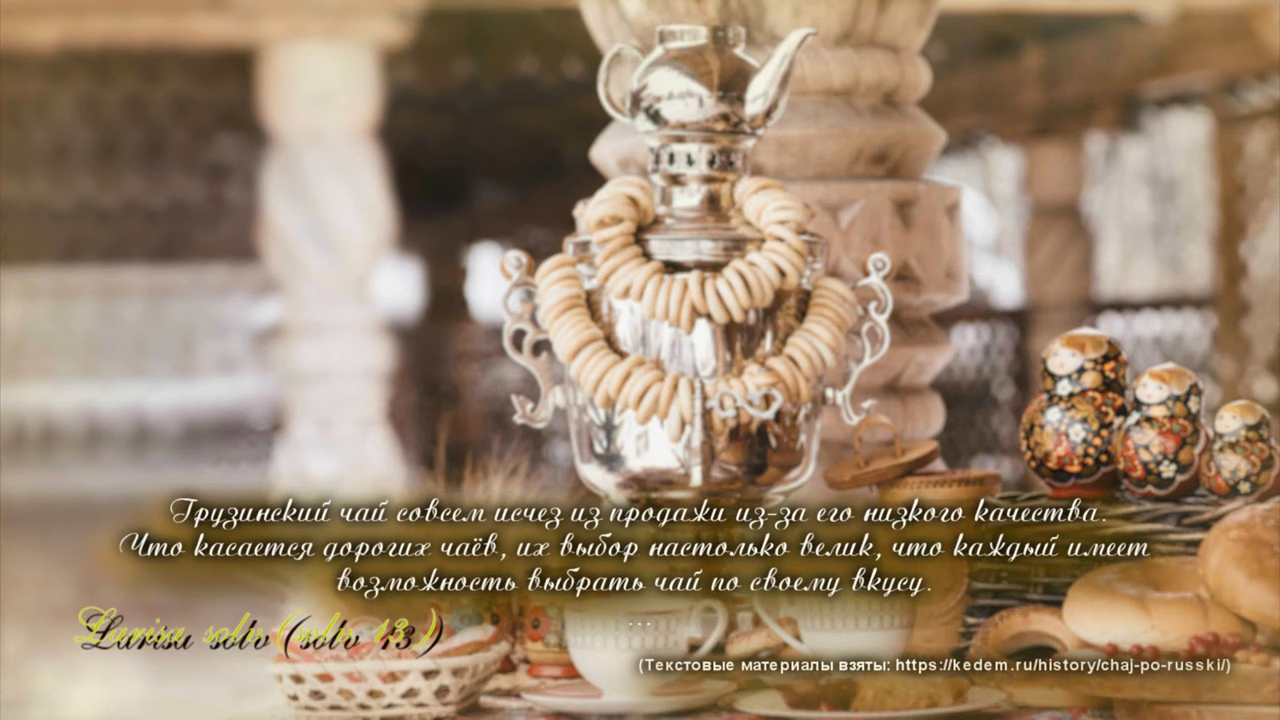 Грузинский чай совсем исчез из продажи из-за его низкого качества.
Что касается дорогих чаёв, их выбор настолько велик, что каждый имеет
возможность выбрать чай по своему вкусу.
...
Larisa solo (solo 13 )
(Текстовые материалы взяты: https://kedem.ru/history/chaj-po-russki/)